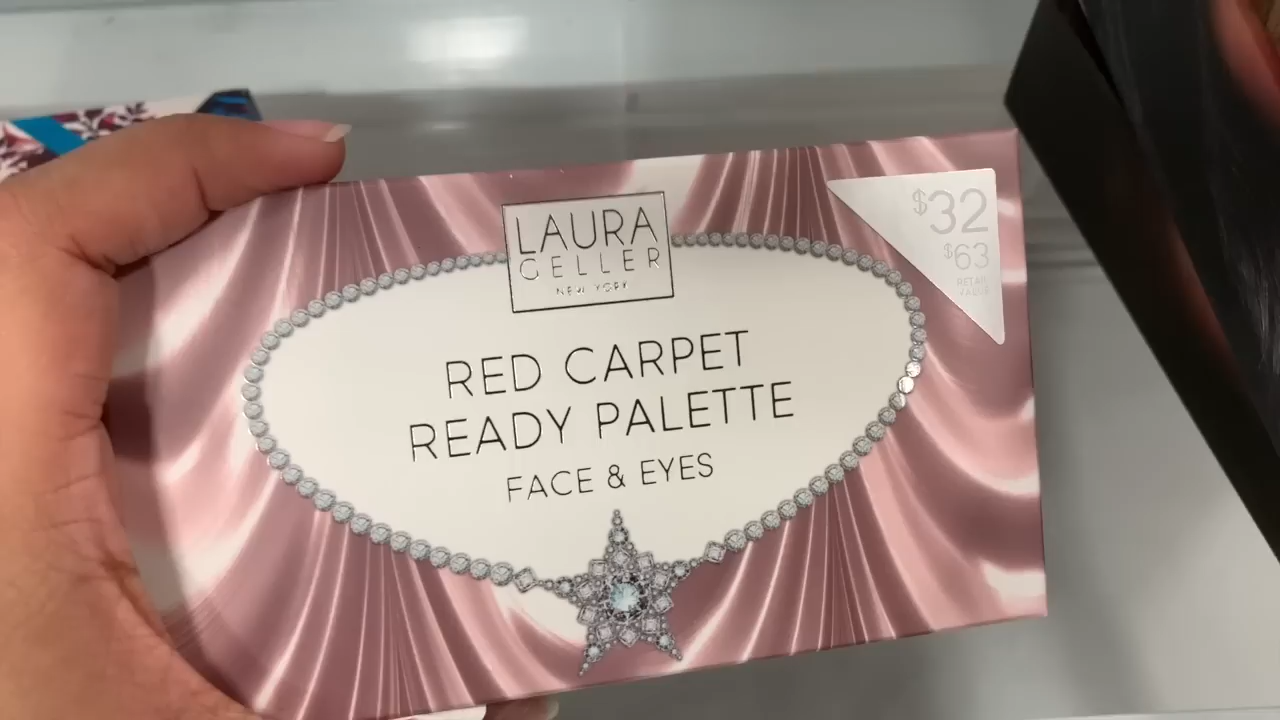 LAURA
GELLER
NEW YORK
$32
$63
RETAIL
VALUE
RED CARPET
READY PALETTE
FACE & EYES